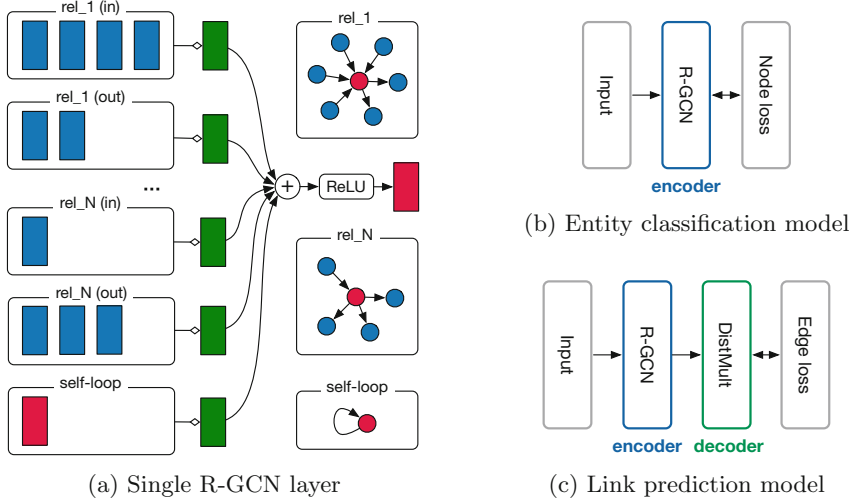 rel_1 (in)
rel_1 (out)
...
rel_N (in)
rel_N (out)
self-loop
+
ReLU
rel_1
rel_N
self-loop
(a) Single R-GCN layer
Input
R-GCN
Node loss
encoder
(b) Entity classification model
Input
R-GCN
DistMult
Edge loss
encoder
decoder
(c) Link prediction model